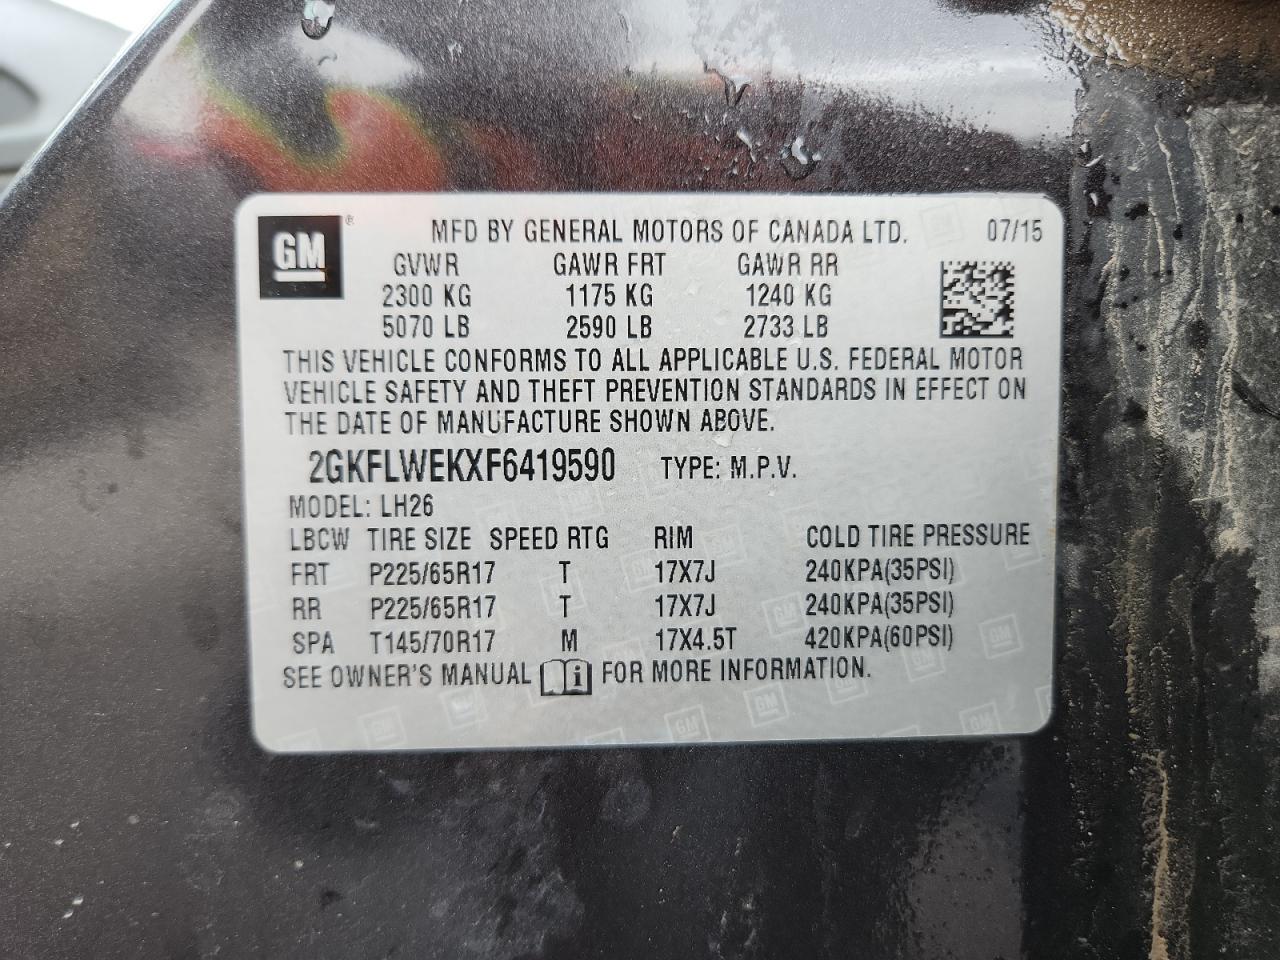 GM ® MFD BY GENERAL MOTORS OF CANADA LTD. 07/15
GVWR GAWR FRT GAWR RR
2300 KG 1175 KG 1240 KG
5070 LB 2590 LB 2733 LB
THIS VEHICLE CONFORMS TO ALL APPLICABLE U.S. FEDERAL MOTOR
VEHICLE SAFETY AND THEFT PREVENTION STANDARDS IN EFFECT ON
THE DATE OF MANUFACTURE SHOWN ABOVE.
2GKFLWEKXF6419590 TYPE: M.P.V.
MODEL: LH26
LBCW TIRE SIZE SPEED RTG RIM COLD TIRE PRESSURE
FRT P225/65R17 T 17X7J 240KPA(35PSI)
RR P225/65R17 T 17X7J 240KPA(35PSI)
SPA T145/70R17 M 17X4.5T 420KPA(60PSI)
SEE OWNER'S MANUAL i FOR MORE INFORMATION.